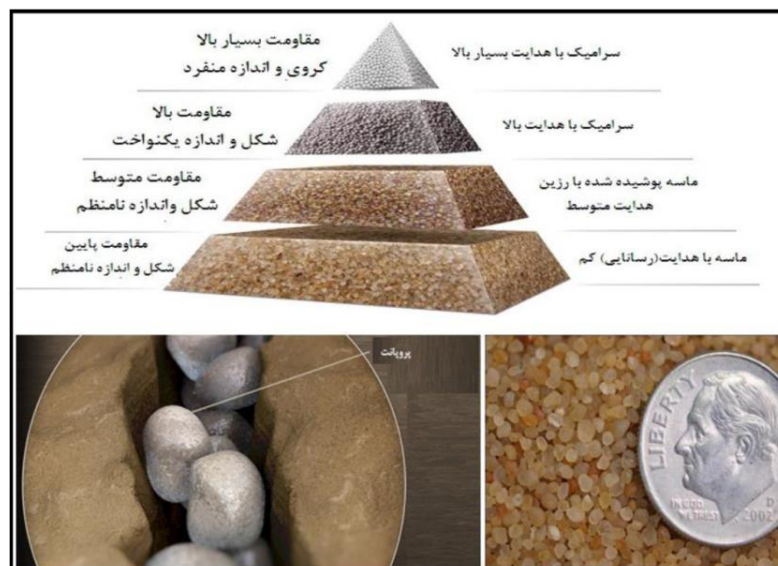 مقاومت بسیار بالا
کروی و اندازه منفرد
سرامیک با هدایت بسیار بالا
مقاومت بالا
شکل و اندازه یکنواخت
سرامیک با هدایت بالا
مقاومت متوسط
شکل واندازه نامنظم
ماسه پوشیده شده با رزین
هدایت متوسط
مقاومت پایین
شکل و اندازه نامنظم
ماسه با هدایت(رسانایی) کم
پروپانت
LIBERTY
IN GOD
WE TRUST
D
2002